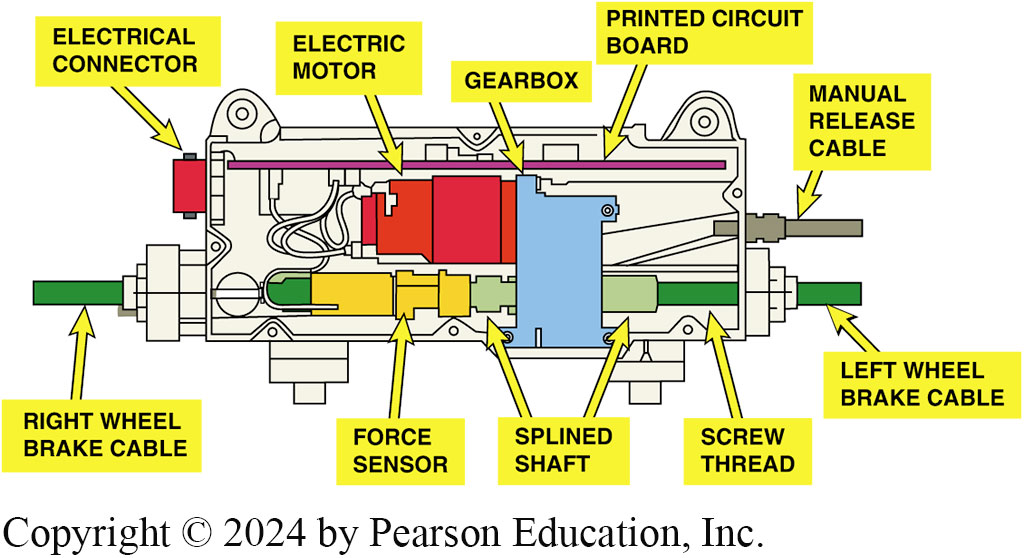 ELECTRICAL
CONNECTOR
ELECTRIC
MOTOR
GEARBOX
PRINTED CIRCUIT
BOARD
MANUAL
RELEASE
CABLE
RIGHT WHEEL
BRAKE CABLE
FORCE
SENSOR
SPLINED
SHAFT
SCREW
THREAD
LEFT WHEEL
BRAKE CABLE
Copyright © 2024 by Pearson Education, Inc.